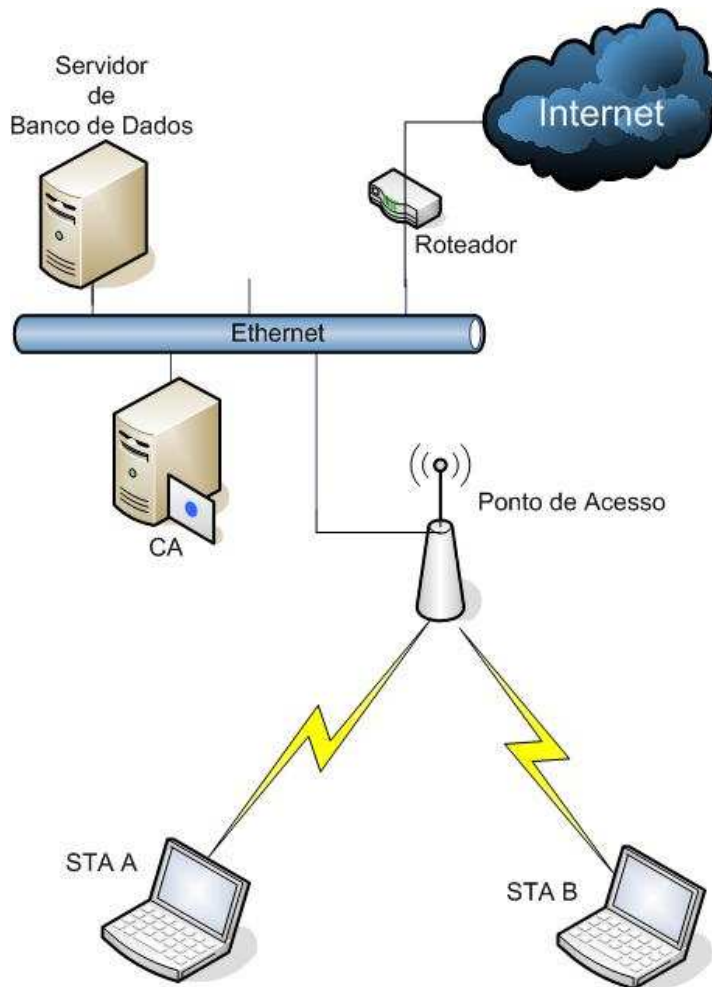 Servidor
de
Banco de Dados
Internet
Roteador
Ethernet
CA
Ponto de Acesso
STA A
STA B